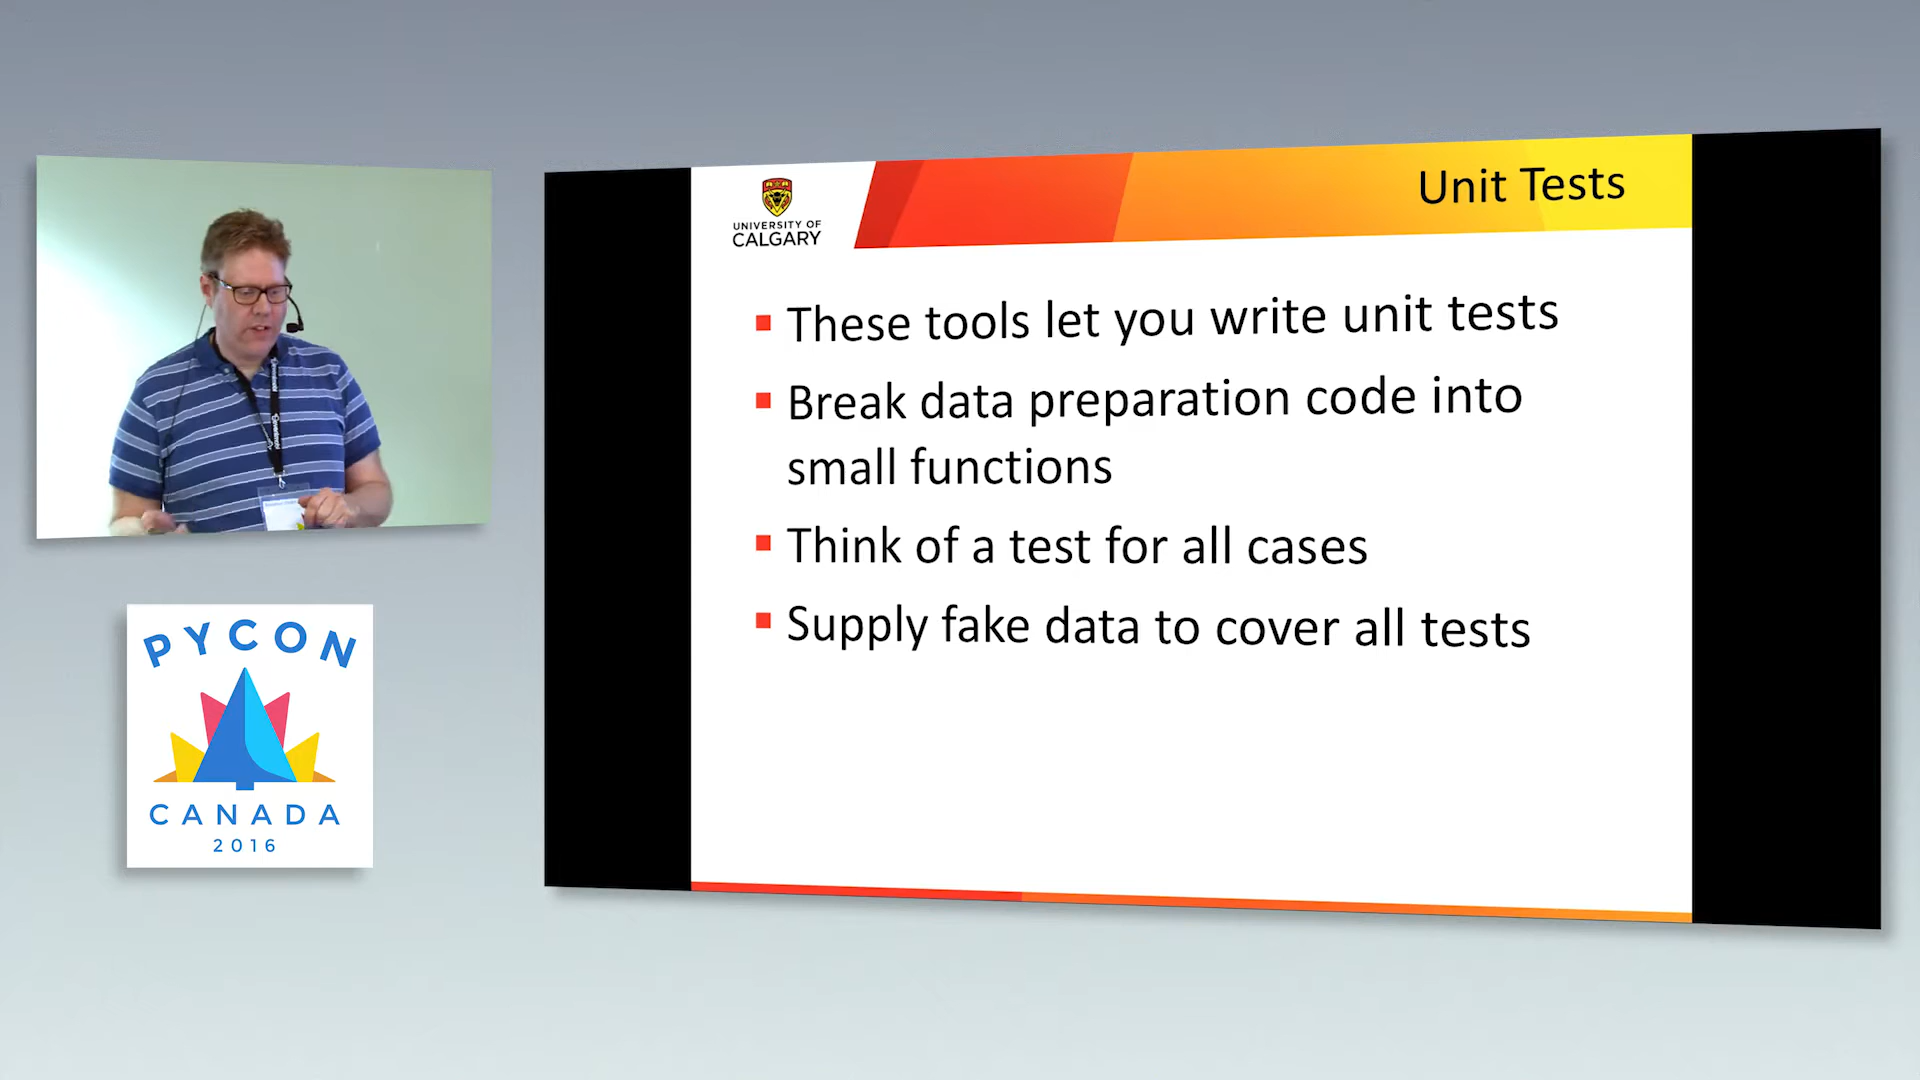 UNIVERSITY OF
CALGARY
Unit Tests
These tools let you write unit tests
Break data preparation code into
small functions
Think of a test for all cases
Supply fake data to cover all tests
PYCON
CANADA
2016